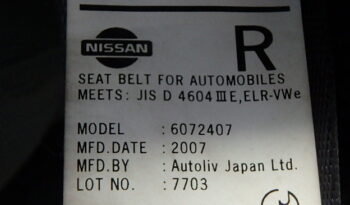 NISSAN R
SEAT BELT FOR AUTOMOBILES
MEETS: JIS D 4604 III E, ELR-VWe
MODEL : 6072407
MFD.DATE : 2007
MFD.BY : Autoliv Japan Ltd.
LOT NO. : 7703